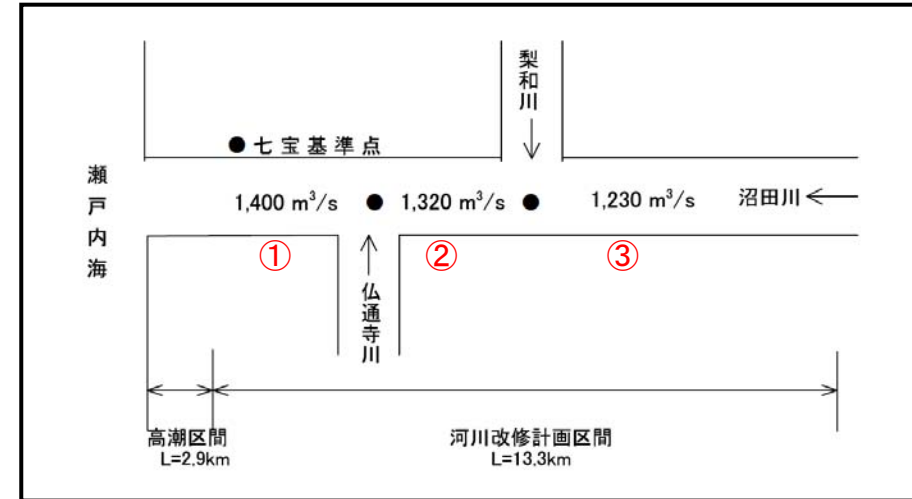 梨和川
●七宝基準点
瀬戸内海
1,400 m³/s
1,320 m³/s
1,230 m³/s
沼田川
①
②
③
仏通寺川
高潮区間
L=2.9km
河川改修計画区間
L=13.3km